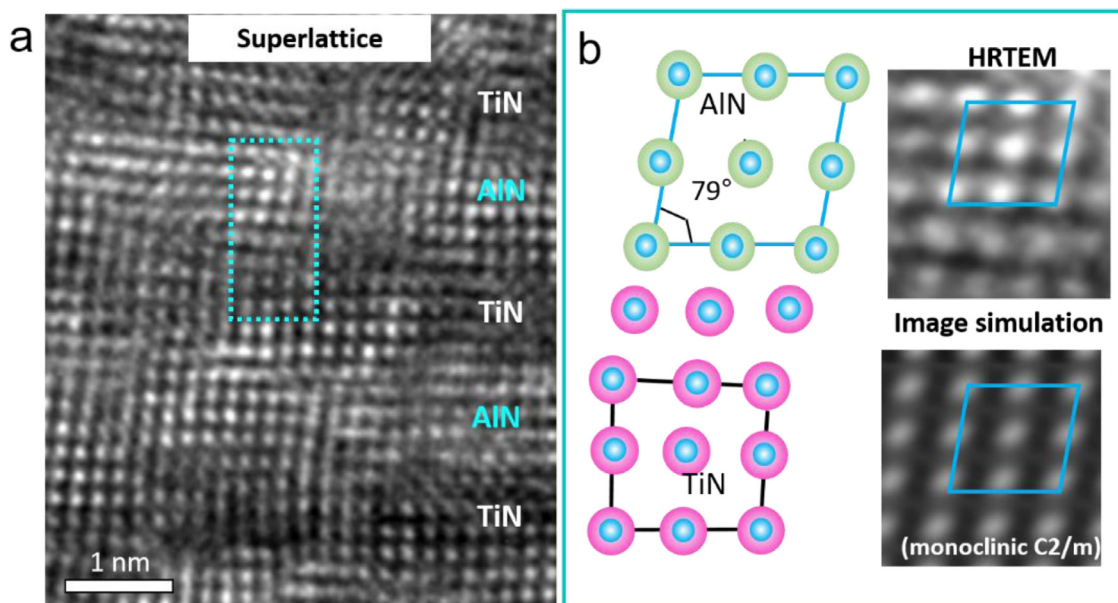 a
Superlattice
TiN
AlN
TiN
AlN
TiN
1 nm
b
AlN
79°
TiN
HRTEM
Image simulation
(monoclinic C2/m)